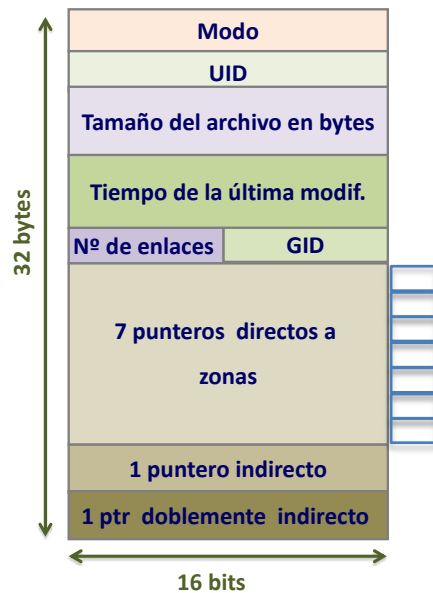 Modo
UID
Tamaño del archivo en bytes
Tiempo de la última modif.
Nº de enlaces
GID
7 punteros directos a
zonas
1 puntero indirecto
1 ptr doblemente indirecto
32 bytes
16 bits